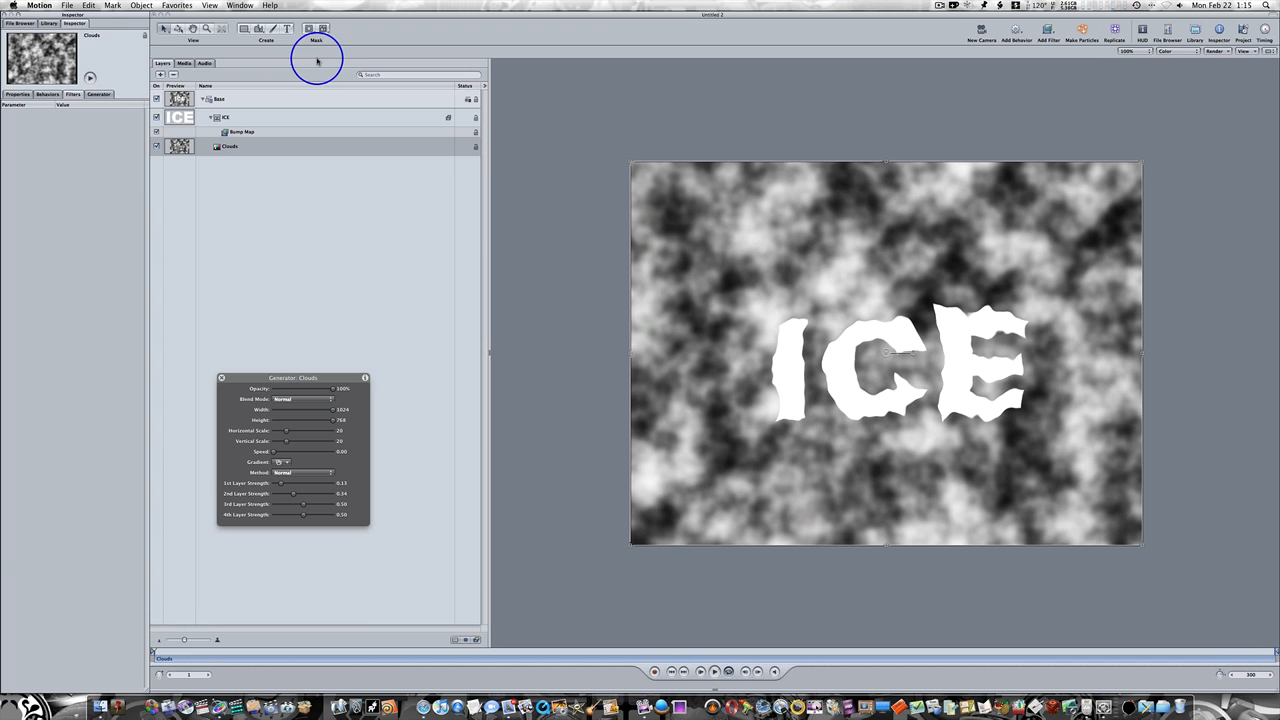 Motion File Edit Mark Object Favorites View Window Help 120° 2.61GB Mon Feb 22 1:15
Inspector Untitled 2
File Browser Library Inspector
Clouds
View Create Mask New Camera Add Behavior Add Filter Make Particles Replicate HUD File Browser Library Inspector Project Timing
100% Color Render View
Layers Media Audio
Search
Properties Behaviors Filters Generator
On Preview Name Status
Parameter Value
Base
ICE ICE
Bump Map
Clouds
ICE
Generator: Clouds
Opacity: 100%
Blend Mode: Normal
Width: 1024
Height: 768
Horizontal Scale: 20
Vertical Scale: 20
Speed: 0.00
Gradient:
Method: Normal
1st Layer Strength: 0.13
2nd Layer Strength: 0.34
3rd Layer Strength: 0.50
4th Layer Strength: 0.50
Clouds
1 300